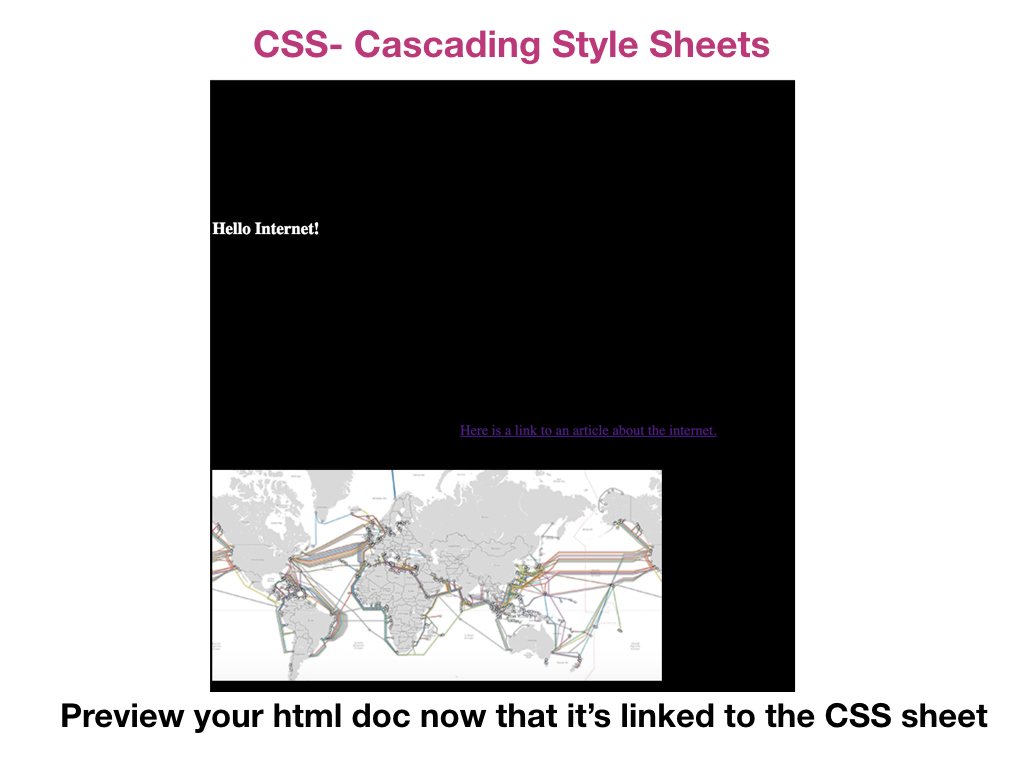 CSS- Cascading Style Sheets
Hello Internet!
Here is a link to an article about the internet.
Preview your html doc now that it’s linked to the CSS sheet